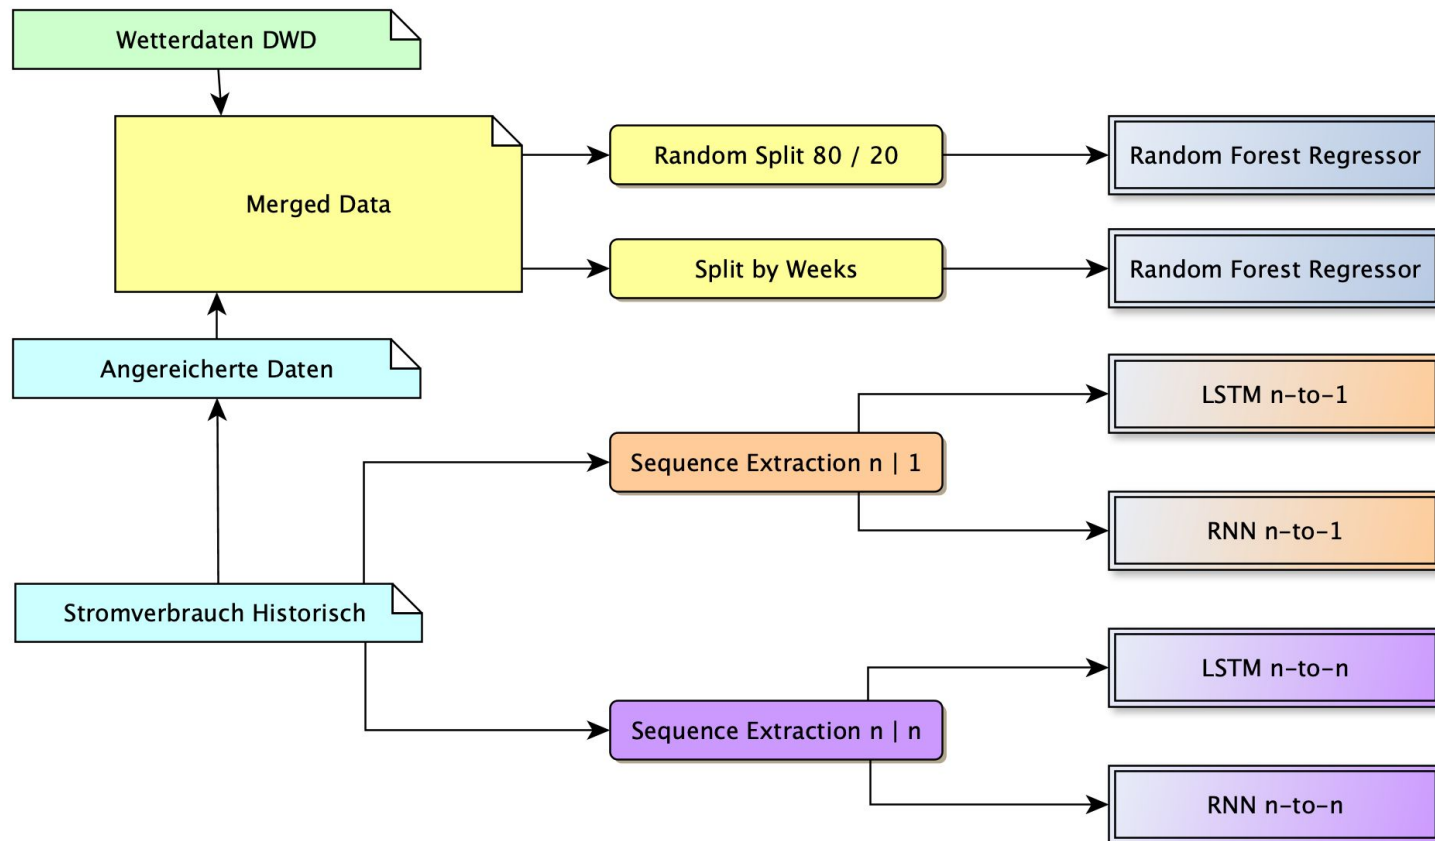 Wetterdaten DWD
Merged Data
Random Split 80 / 20
Random Forest Regressor
Split by Weeks
Random Forest Regressor
Angereicherte Daten
LSTM n-to-1
Sequence Extraction n | 1
RNN n-to-1
Stromverbrauch Historisch
LSTM n-to-n
Sequence Extraction n | n
RNN n-to-n